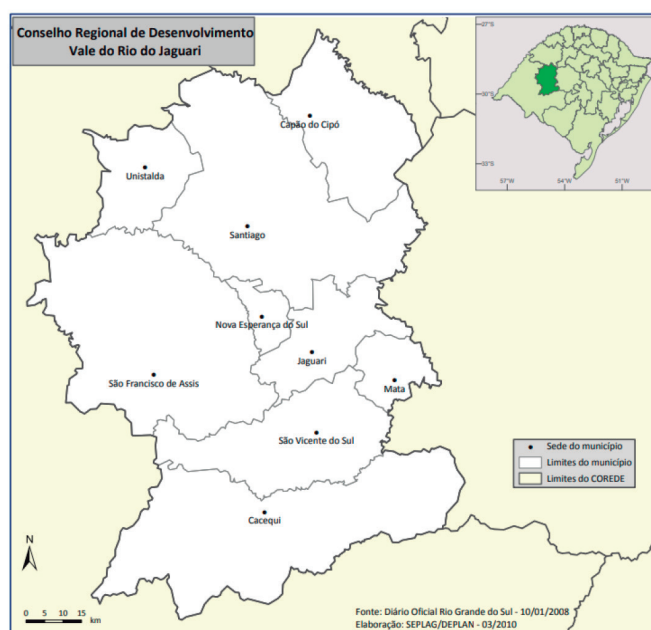 Conselho Regional de Desenvolvimento
Vale do Rio do Jaguari
27°S
30°S
33°S
57°W
54°W
51°W
Capão do Cipó
Unistalda
Santiago
Nova Esperança do Sul
Jaguari
São Francisco de Assis
Mata
São Vicente do Sul
Cacequi
Sede do município
Limites do município
Limites do COREDE
N
0 5 10 15
km
Fonte: Diário Oficial Rio Grande do Sul - 10/01/2008
Elaboração: SEPLAG/DEPLAN - 03/2010